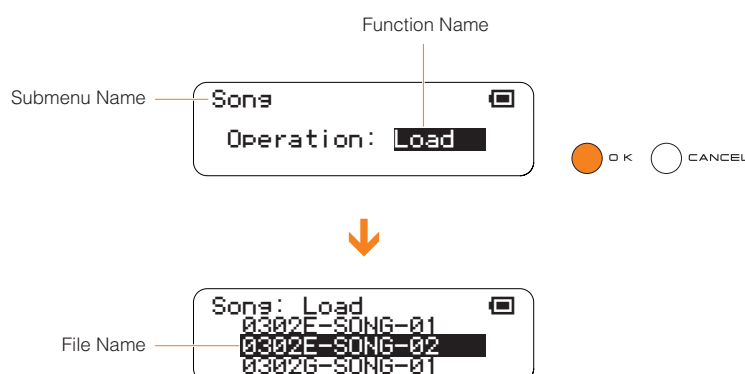 Function Name
Submenu Name
Song
Operation: Load
OK CANCEL
Song: Load
0302E-SONG-01
File Name
0302E-SONG-02
0302G-SONG-01